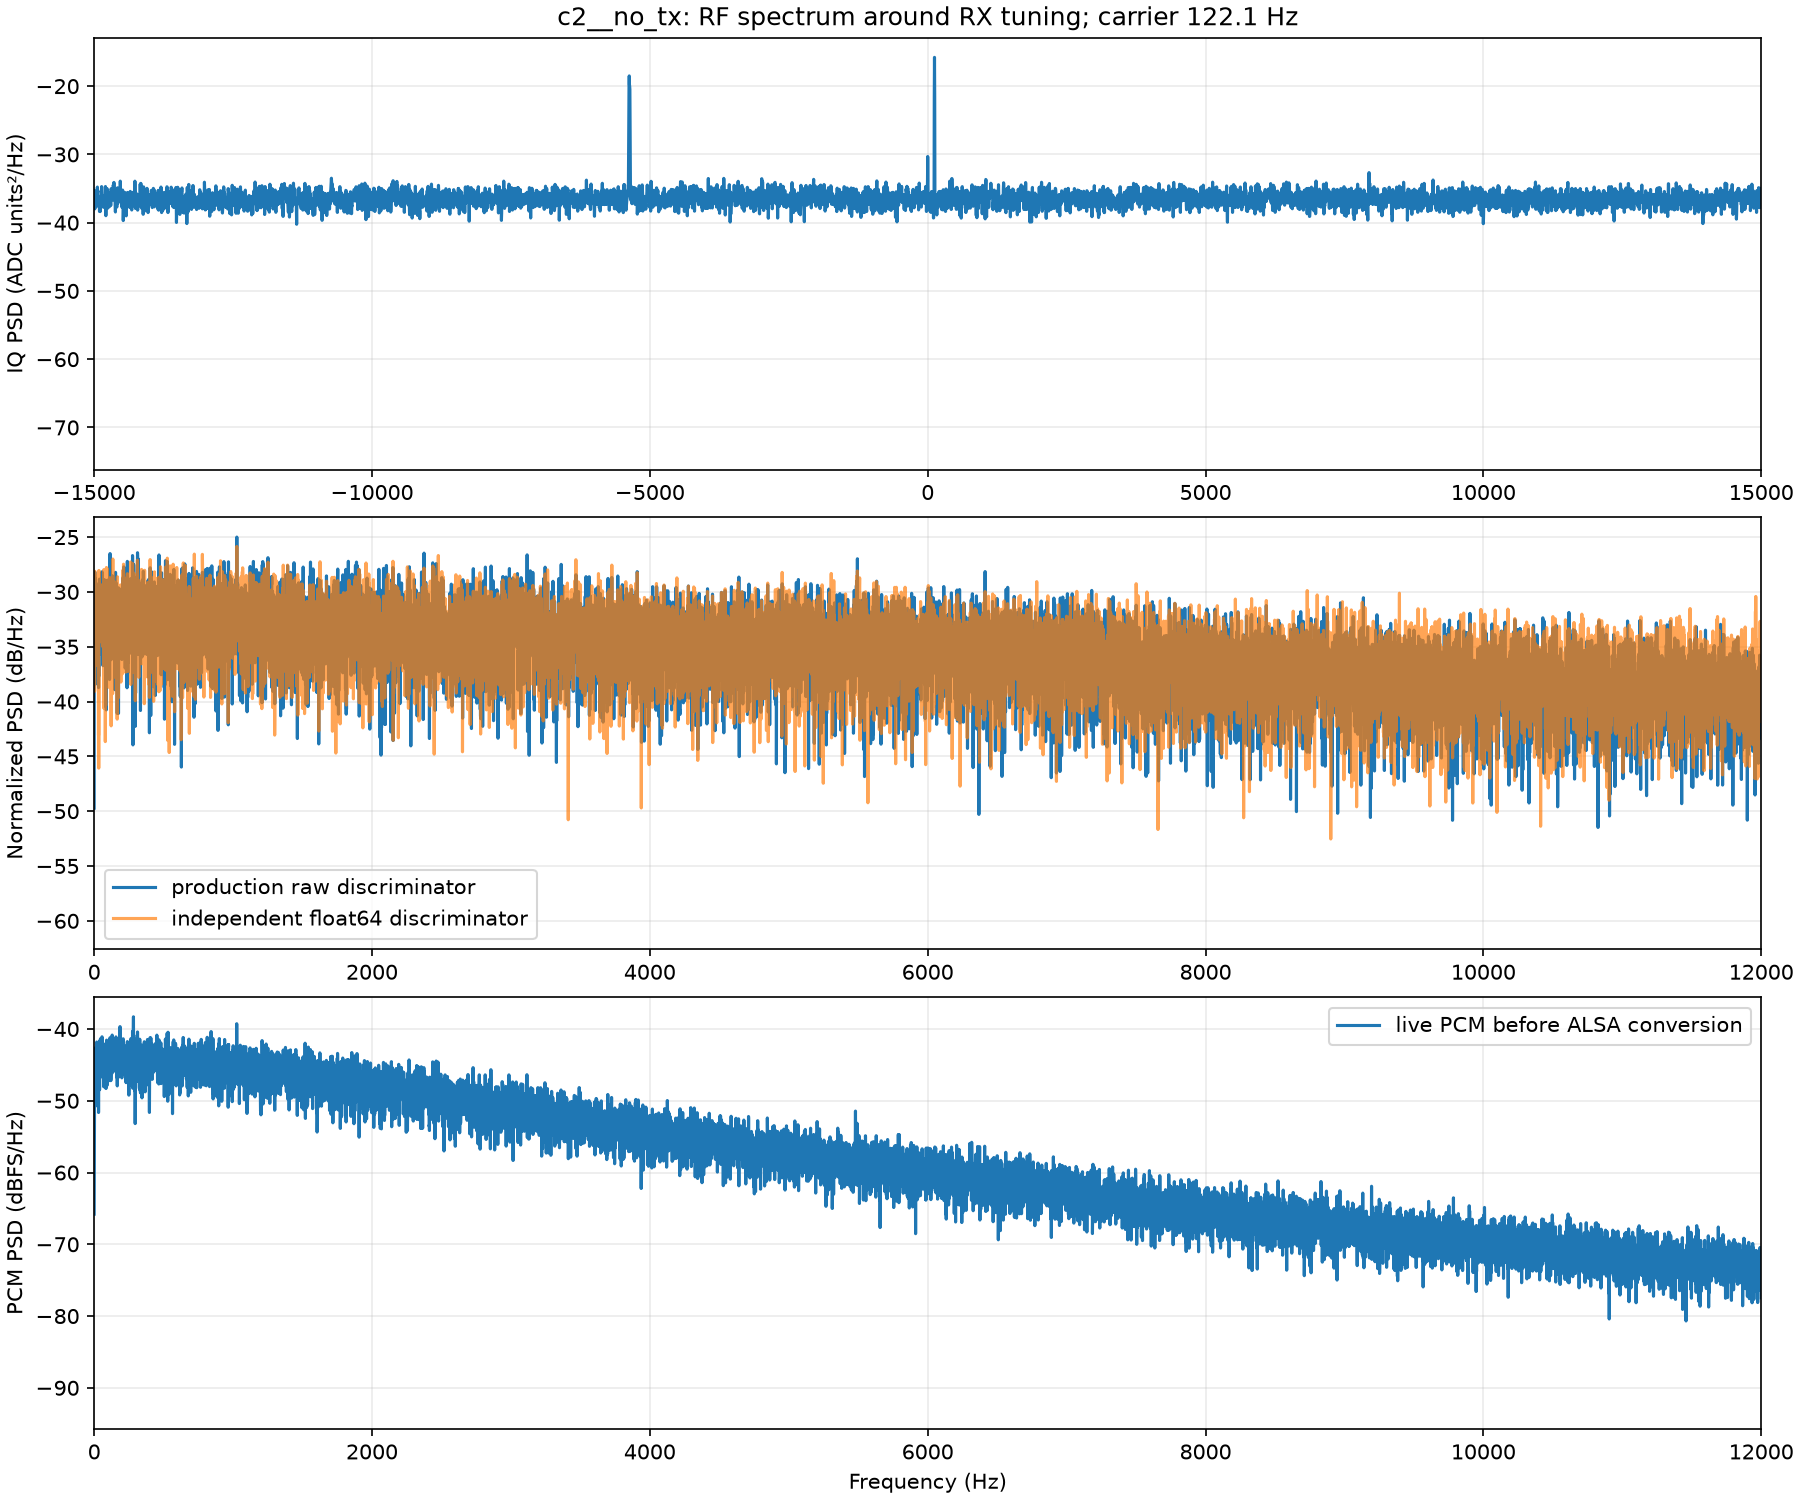 c2__no_tx: RF spectrum around RX tuning; carrier 122.1 Hz
IQ PSD (ADC units²/Hz)
−20
−30
−40
−50
−60
−70
−15000 −10000 −5000 0 5000 10000 15000
Normalized PSD (dB/Hz)
−25
−30
−35
−40
−45
−50
−55
−60
production raw discriminator
independent float64 discriminator
0 2000 4000 6000 8000 10000 12000
PCM PSD (dBFS/Hz)
−40
−50
−60
−70
−80
−90
live PCM before ALSA conversion
0 2000 4000 6000 8000 10000 12000
Frequency (Hz)